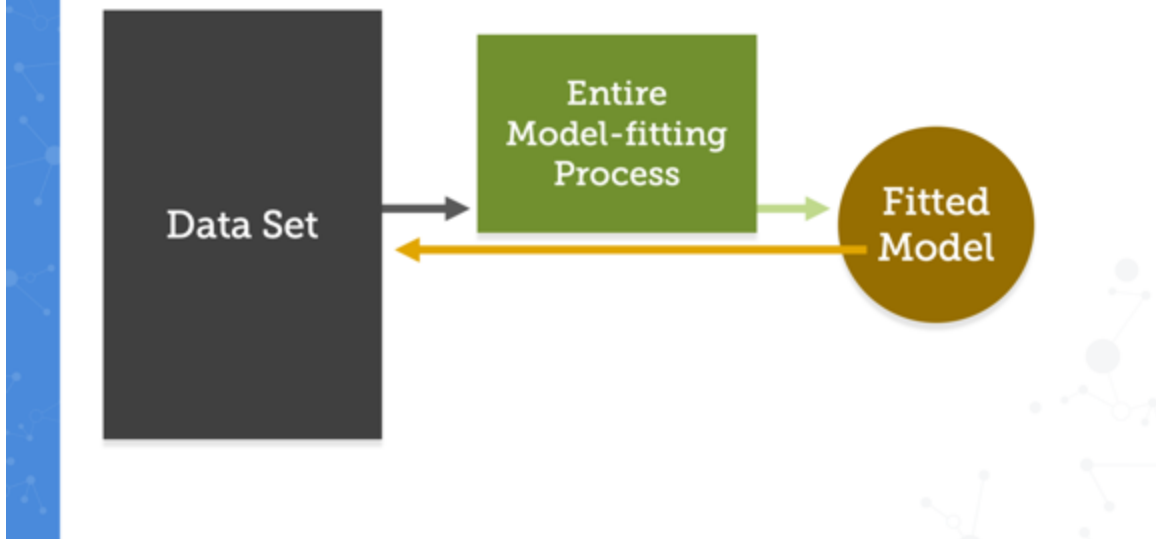 Data Set
Entire
Model-fitting
Process
Fitted
Model